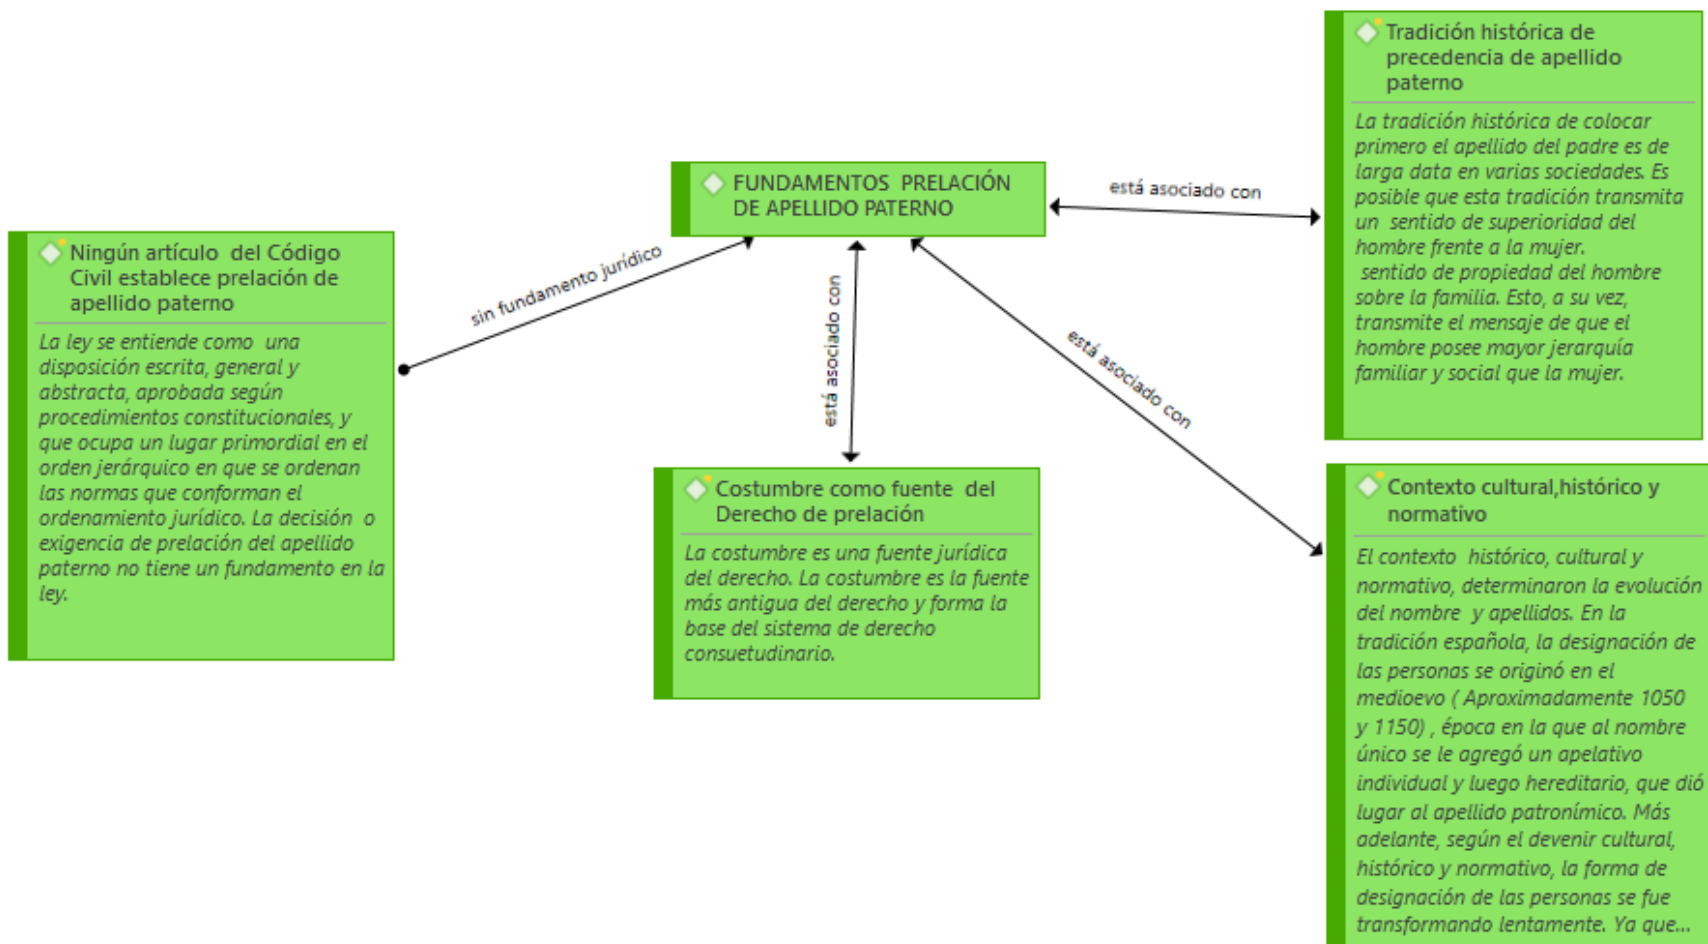 FUNDAMENTOS  PRELACIÓN
DE APELLIDO PATERNO
sin fundamento jurídico
está asociado con
está asociado con
está asociado con
Ningún artículo  del Código
Civil establece prelación de
apellido paterno
La ley se entiende como  una
disposición escrita, general y
abstracta, aprobada según
procedimientos constitucionales, y
que ocupa un lugar primordial en el
orden jerárquico en que se ordenan
las normas que conforman el
ordenamiento jurídico. La decisión  o
exigencia de prelación del apellido
paterno no tiene un fundamento en la
ley.
Costumbre como fuente  del
Derecho de prelación
La costumbre es una fuente jurídica
del derecho. La costumbre es la fuente
más antigua del derecho y forma la
base del sistema de derecho
consuetudinario.
Tradición histórica de
precedencia de apellido
paterno
La tradición histórica de colocar
primero el apellido del padre es de
larga data en varias sociedades. Es
posible que esta tradición transmita
un  sentido de superioridad del
hombre frente a la mujer.
sentido de propiedad del hombre
sobre la familia. Esto, a su vez,
transmite el mensaje de que el
hombre posee mayor jerarquía
familiar y social que la mujer.
Contexto cultural,histórico y
normativo
El contexto  histórico, cultural y
normativo, determinaron la evolución
del nombre  y apellidos. En la
tradición española, la designación de
las personas se originó en el
medioevo ( Aproximadamente 1050
y 1150) , época en la que al nombre
único se le agregó un apelativo
individual y luego hereditario, que dió
lugar al apellido patronímico. Más
adelante, según el devenir cultural,
histórico y normativo, la forma de
designación de las personas se fue
transformando lentamente. Ya que...